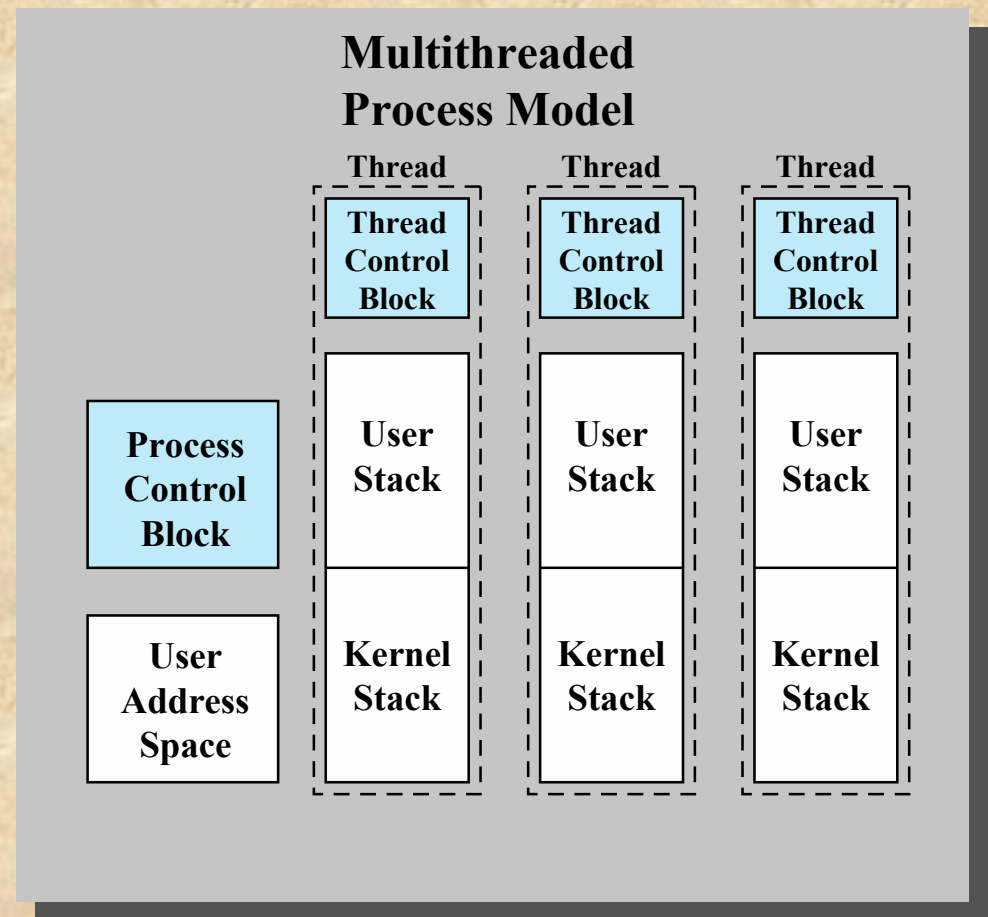 Multithreaded
Process Model
Thread
Thread
Thread
Thread
Control
Block
Thread
Control
Block
Thread
Control
Block
Process
Control
Block
User
Stack
User
Stack
User
Stack
User
Address
Space
Kernel
Stack
Kernel
Stack
Kernel
Stack